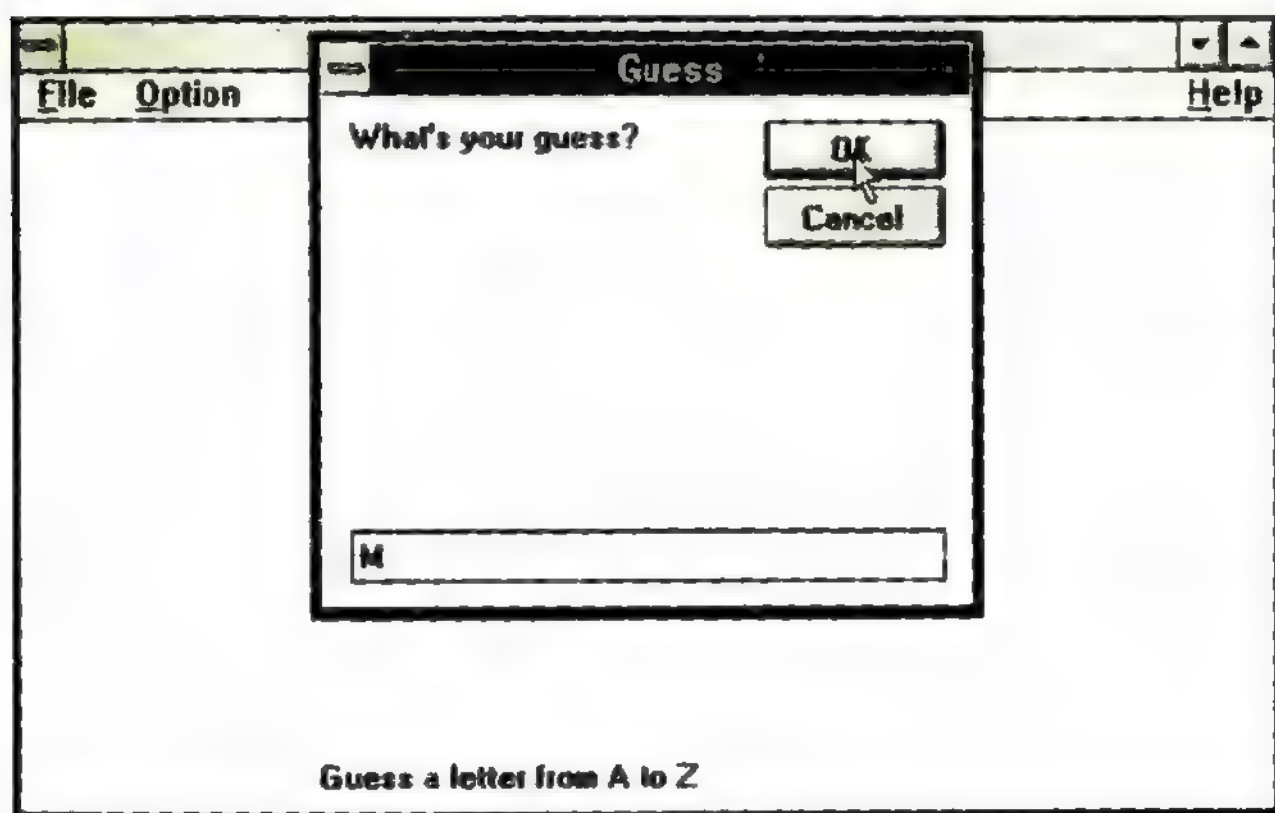 Guess
File Option Help
What's your guess?
OK
Cancel
M
Guess a letter from A to Z